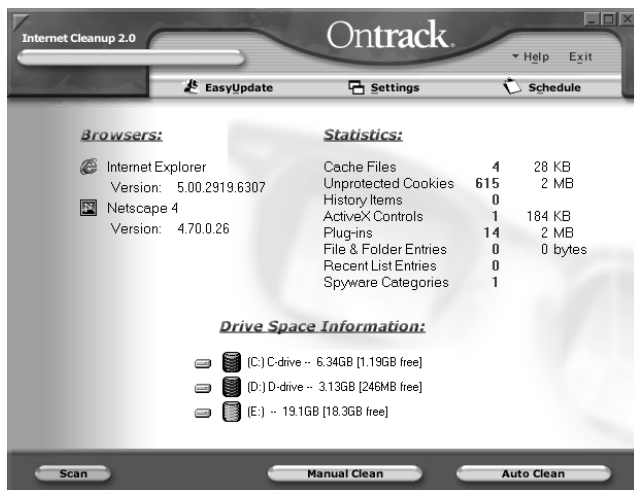 Internet Cleanup 2.0
Ontrack.
Help Exit
EasyUpdate Settings Schedule
Browsers:
Internet Explorer
Version: 5.00.2919.6307
Netscape 4
Version: 4.70.0.26
Statistics:
Cache Files 4 28 KB
Unprotected Cookies 615 2 MB
History Items 0
ActiveX Controls 1 184 KB
Plug-ins 14 2 MB
File & Folder Entries 0 0 bytes
Recent List Entries 0
Spyware Categories 1
Drive Space Information:
(C:) C-drive -- 6.34GB [1.19GB free]
(D:) D-drive -- 3.13GB [246MB free]
(E:) -- 19.1GB [18.3GB free]
Scan Manual Clean Auto Clean